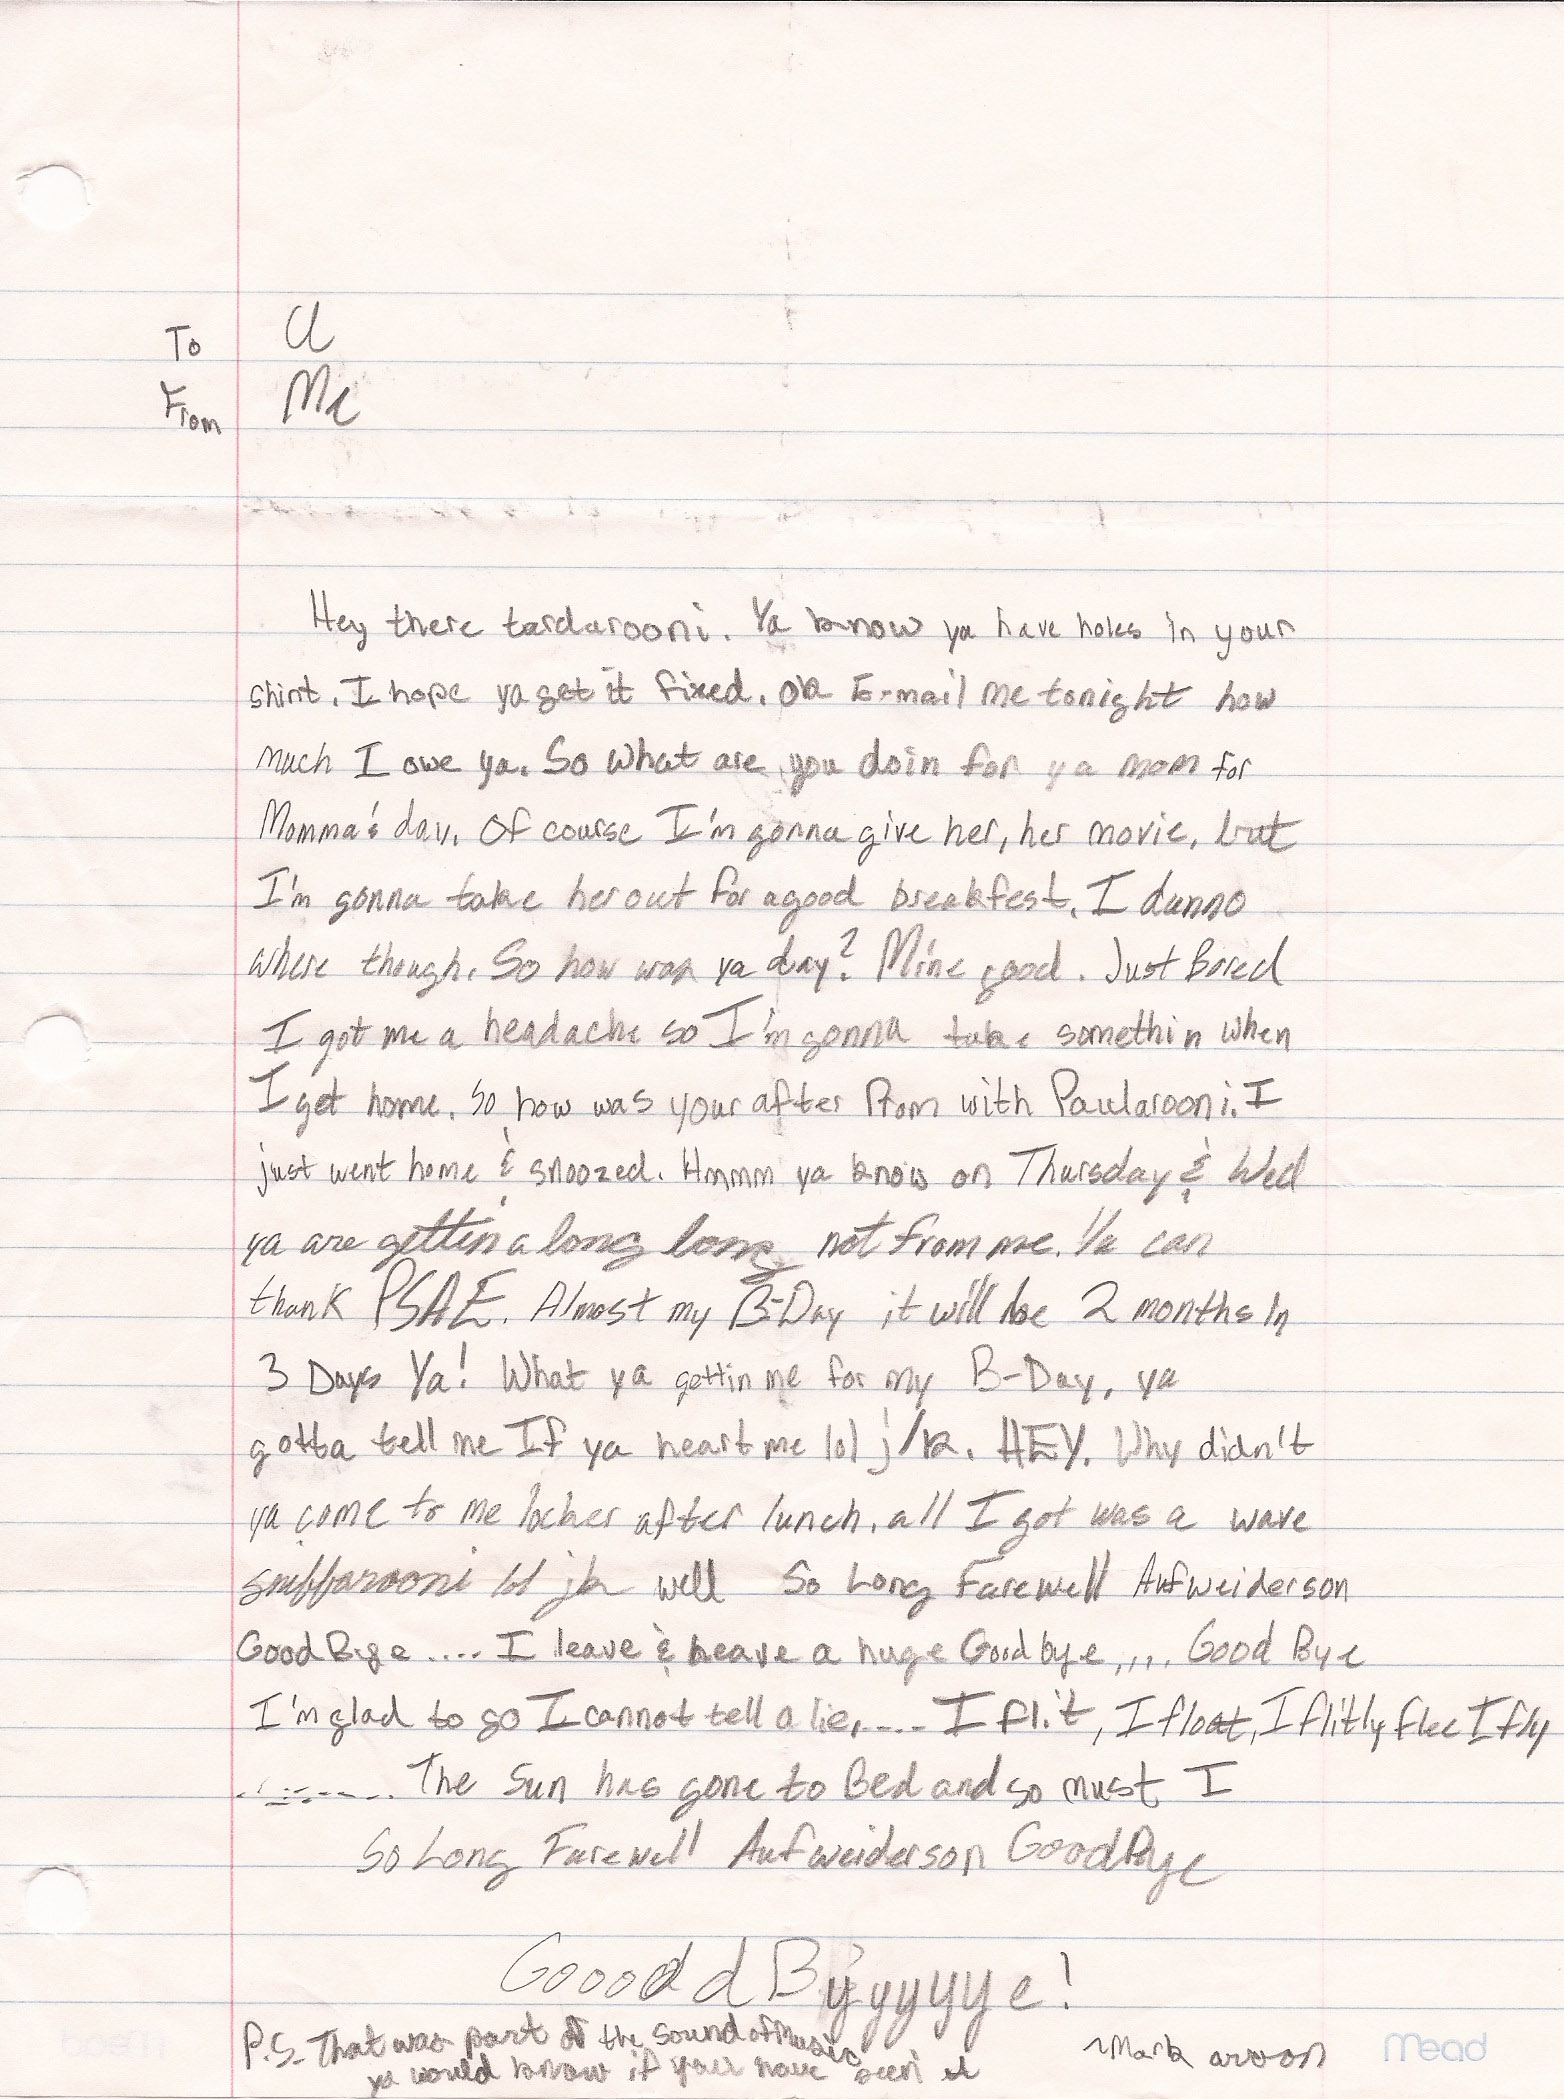 To U
From Me
Hey there tardarooni. Ya know ya have holes in your
shirt. I hope ya get it fixed. Ok E-mail me tonight how
much I owe ya. So what are you doin for ya mom for
Momma's day. Of course I'm gonna give her, her movie, but
I'm gonna take her out for a good breakfest. I dunno
where though. So how was ya day? Mine good. Just Bored
I got me a headache so I'm gonna take somethin when
I get home. So how was your after Prom with Paularooni. I
just went home & snoozed. Hmmm ya know on Thursday & Wed
ya are gettin a long long not from me. Ya can
thank PSAE. Almost my B-Day it will be 2 months in
3 Days Ya! What ya gettin me for my B-Day, ya
gotta tell me If ya heart me lol j/k. HEY. Why didn't
ya come to me locker after lunch. all I got was a wave
sniffarooni lol jk well So Long Farewell Aufweiderson
Good Bye .... I leave & heave a huge Goodbye,,,, Good Bye
I'm glad to go I cannot tell a lie,.... I flit, I float, I flitly flee I fly
......... The Sun has gone to Bed and so must I
So Long Farewell Aufweiderson GoodBye
Gooood d Byyyyyye!
P.S. That was part of the Sound of Music
ya would know if your have seen it
~Mark aroon
Mead